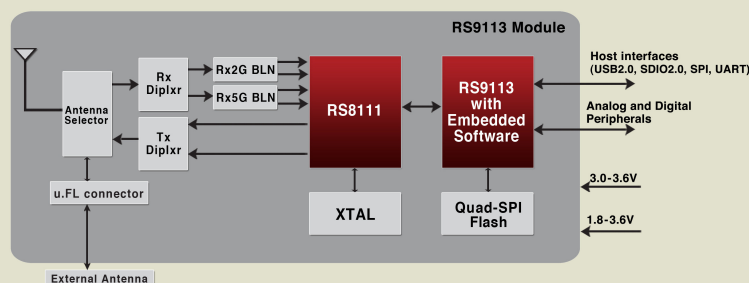 RS9113 Module
Host interfaces
(USB2.0, SDIO2.0, SPI, UART)
Rx
Diplxr
Rx2G BLN
Rx5G BLN
Antenna
Selector
RS8111
RS9113
with
Embedded
Software
Analog and Digital
Peripherals
Tx
Diplxr
u.FL connector
XTAL
Quad-SPI
Flash
3.0-3.6V
1.8-3.6V
External Antenna